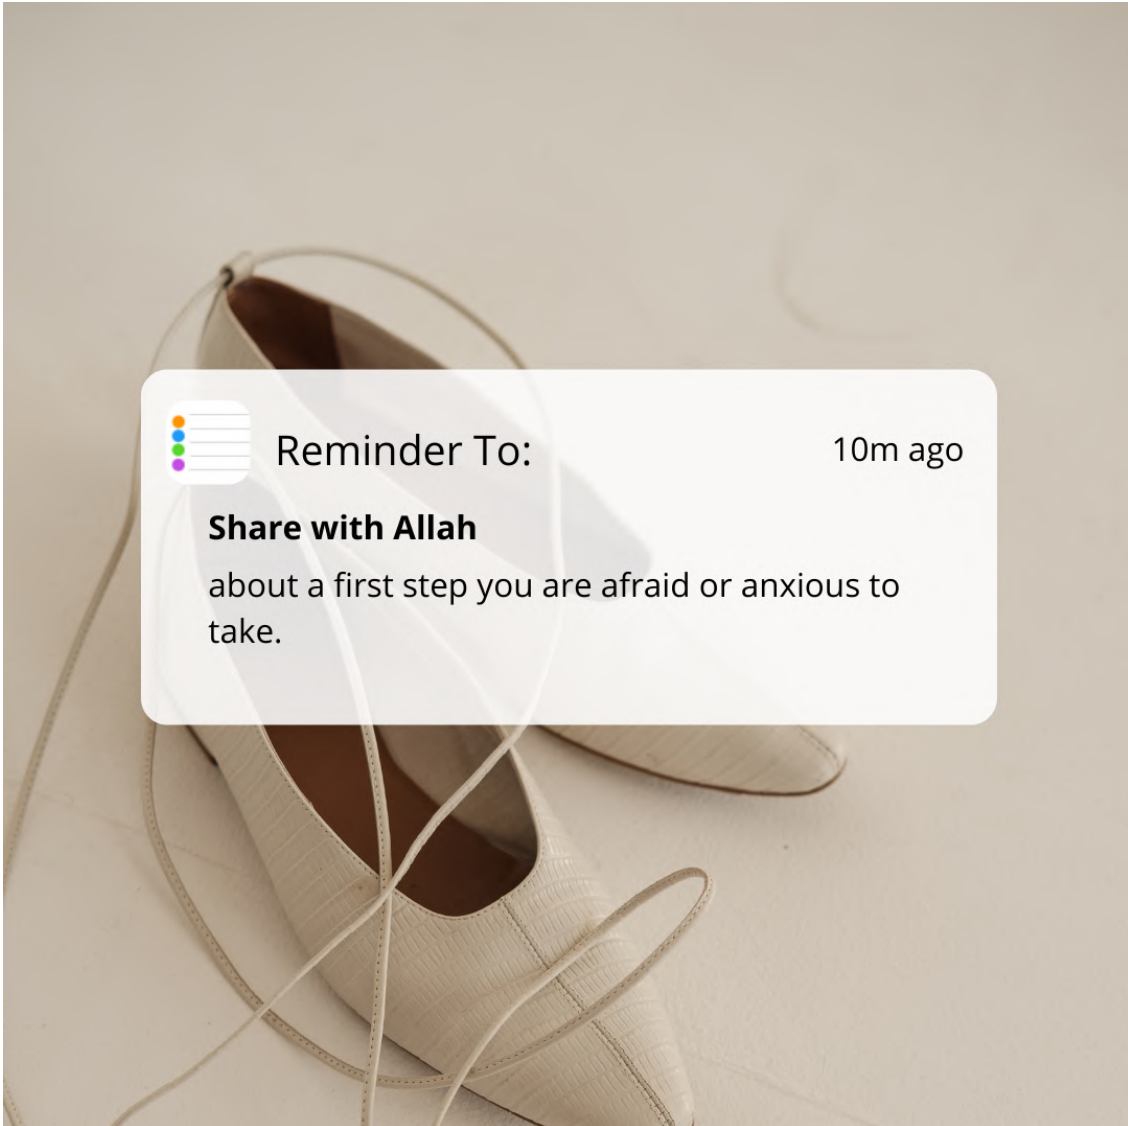 Reminder To:
10m ago
Share with Allah
about a first step you are afraid or anxious to
take.